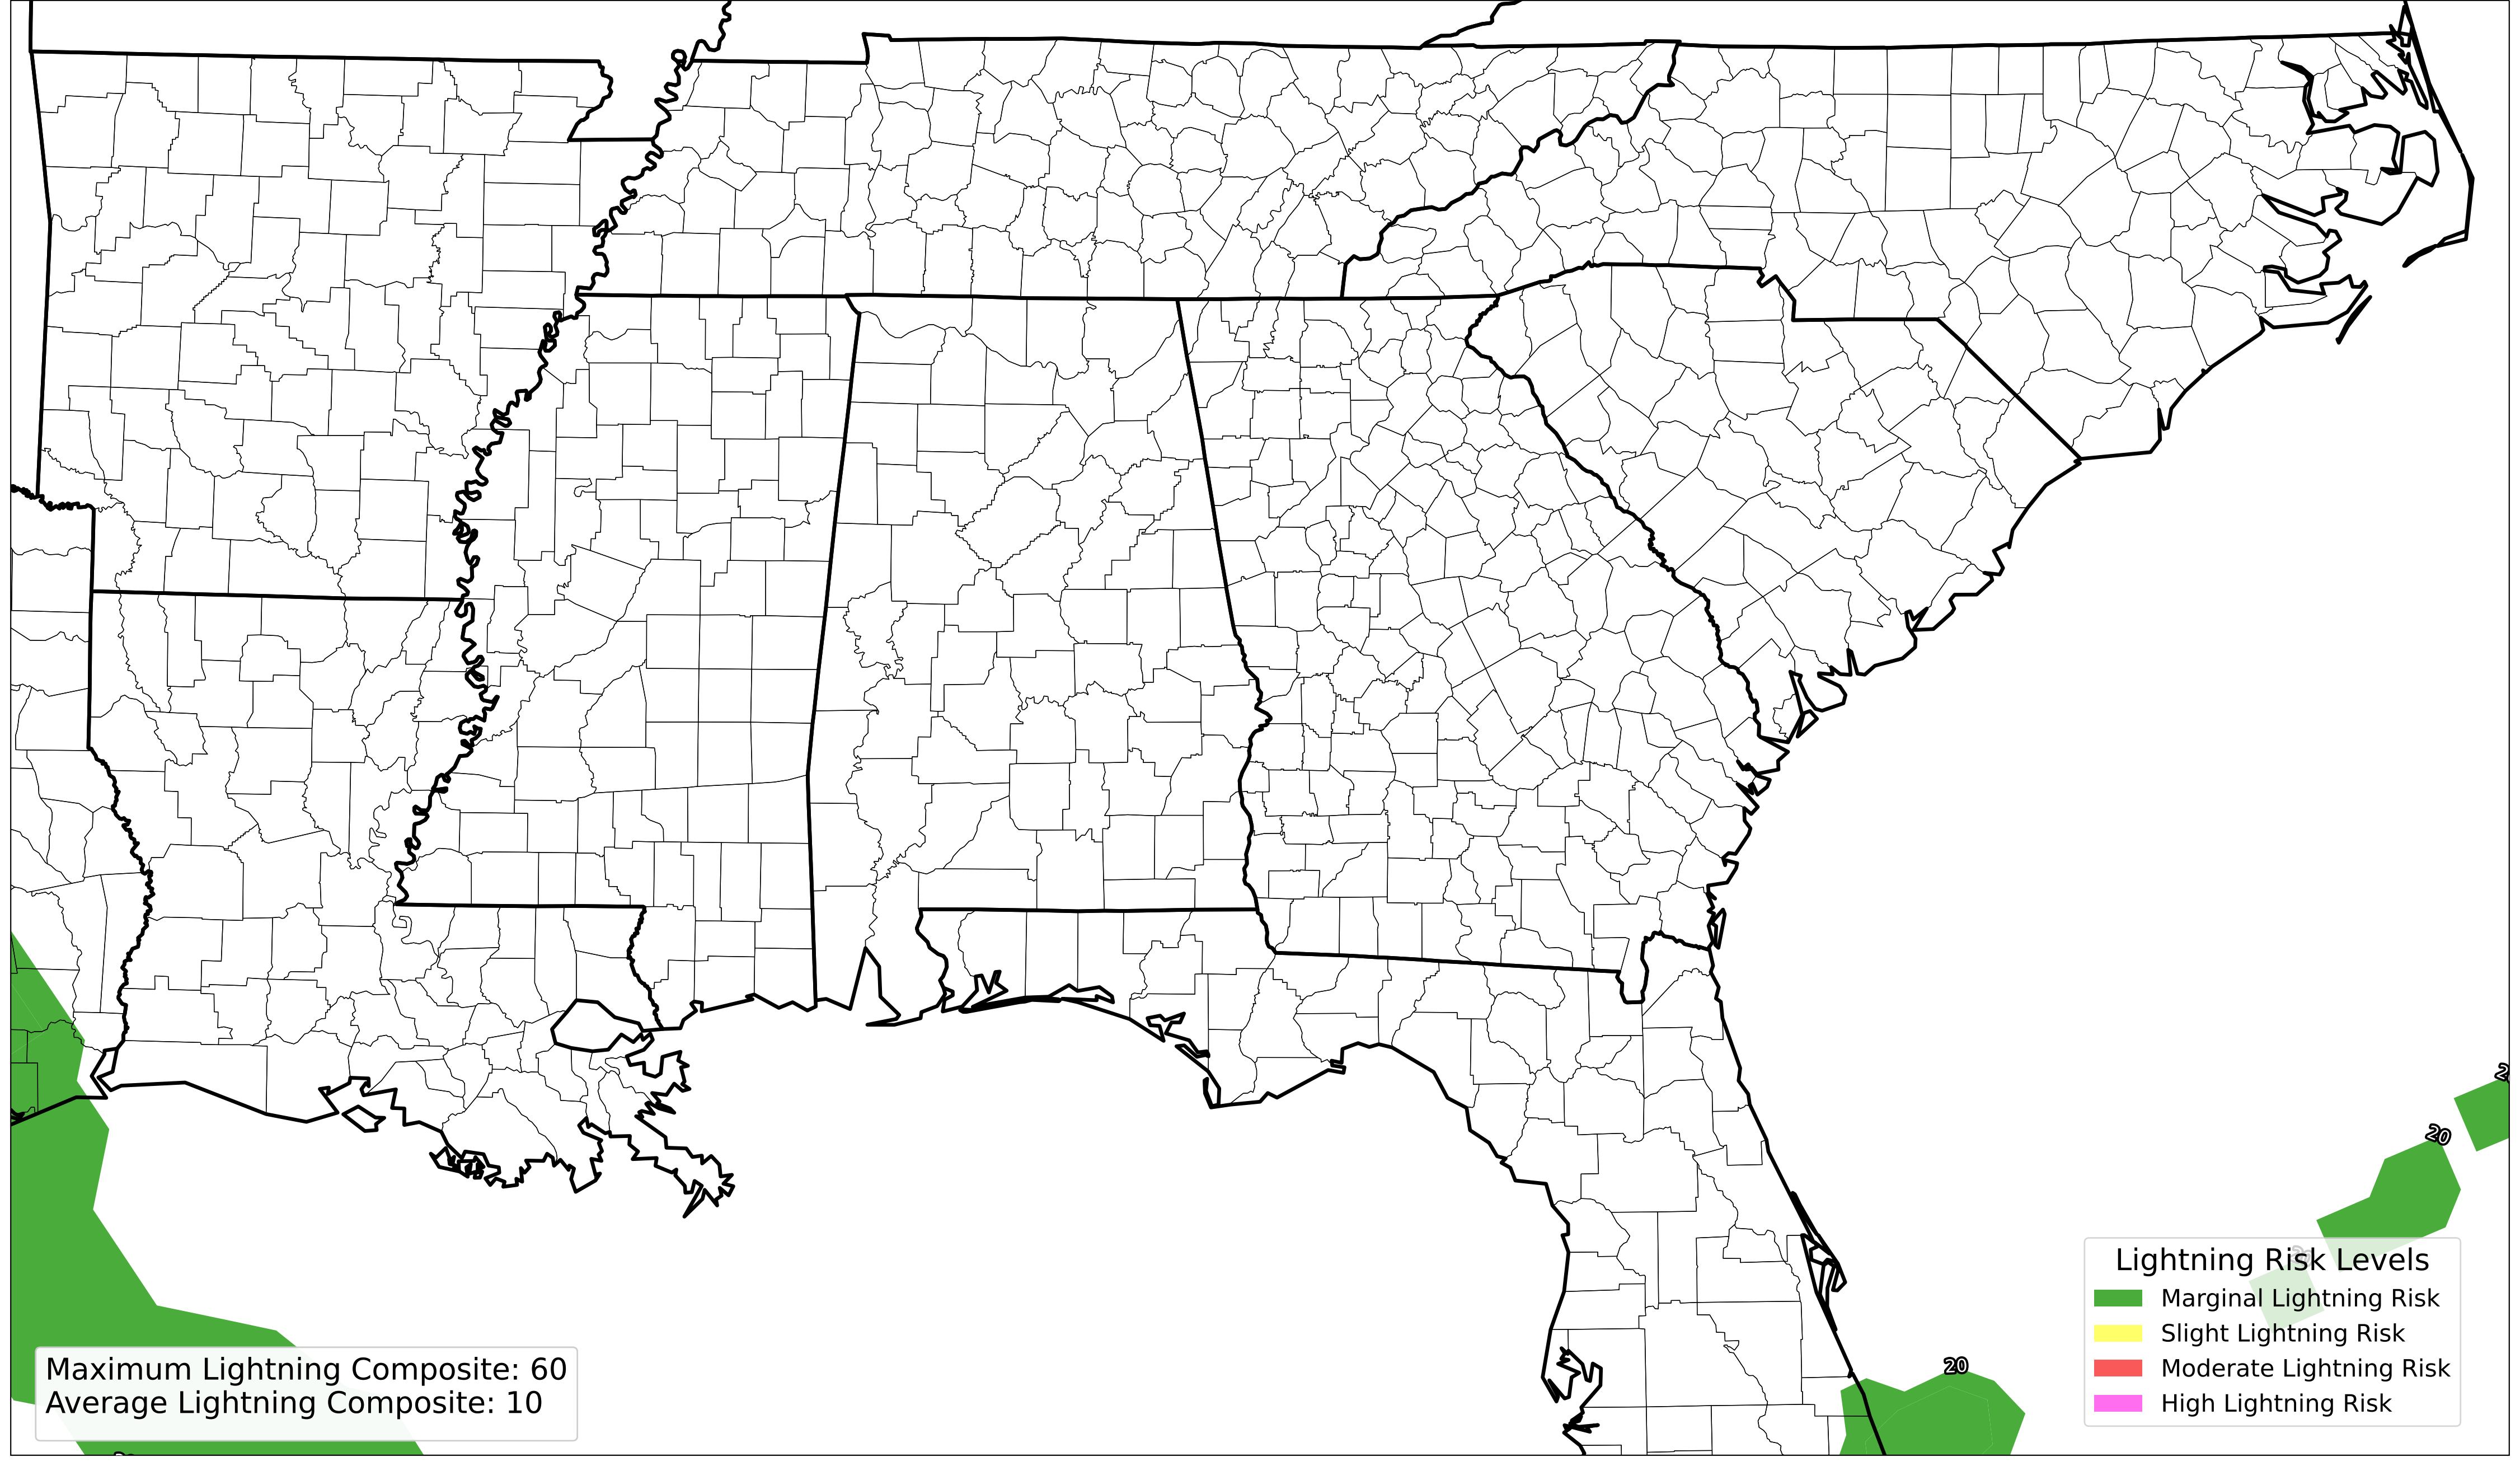 20
20
Lightning Risk Levels
Marginal Lightning Risk
Slight Lightning Risk
Moderate Lightning Risk
High Lightning Risk
Maximum Lightning Composite: 60
Average Lightning Composite: 10